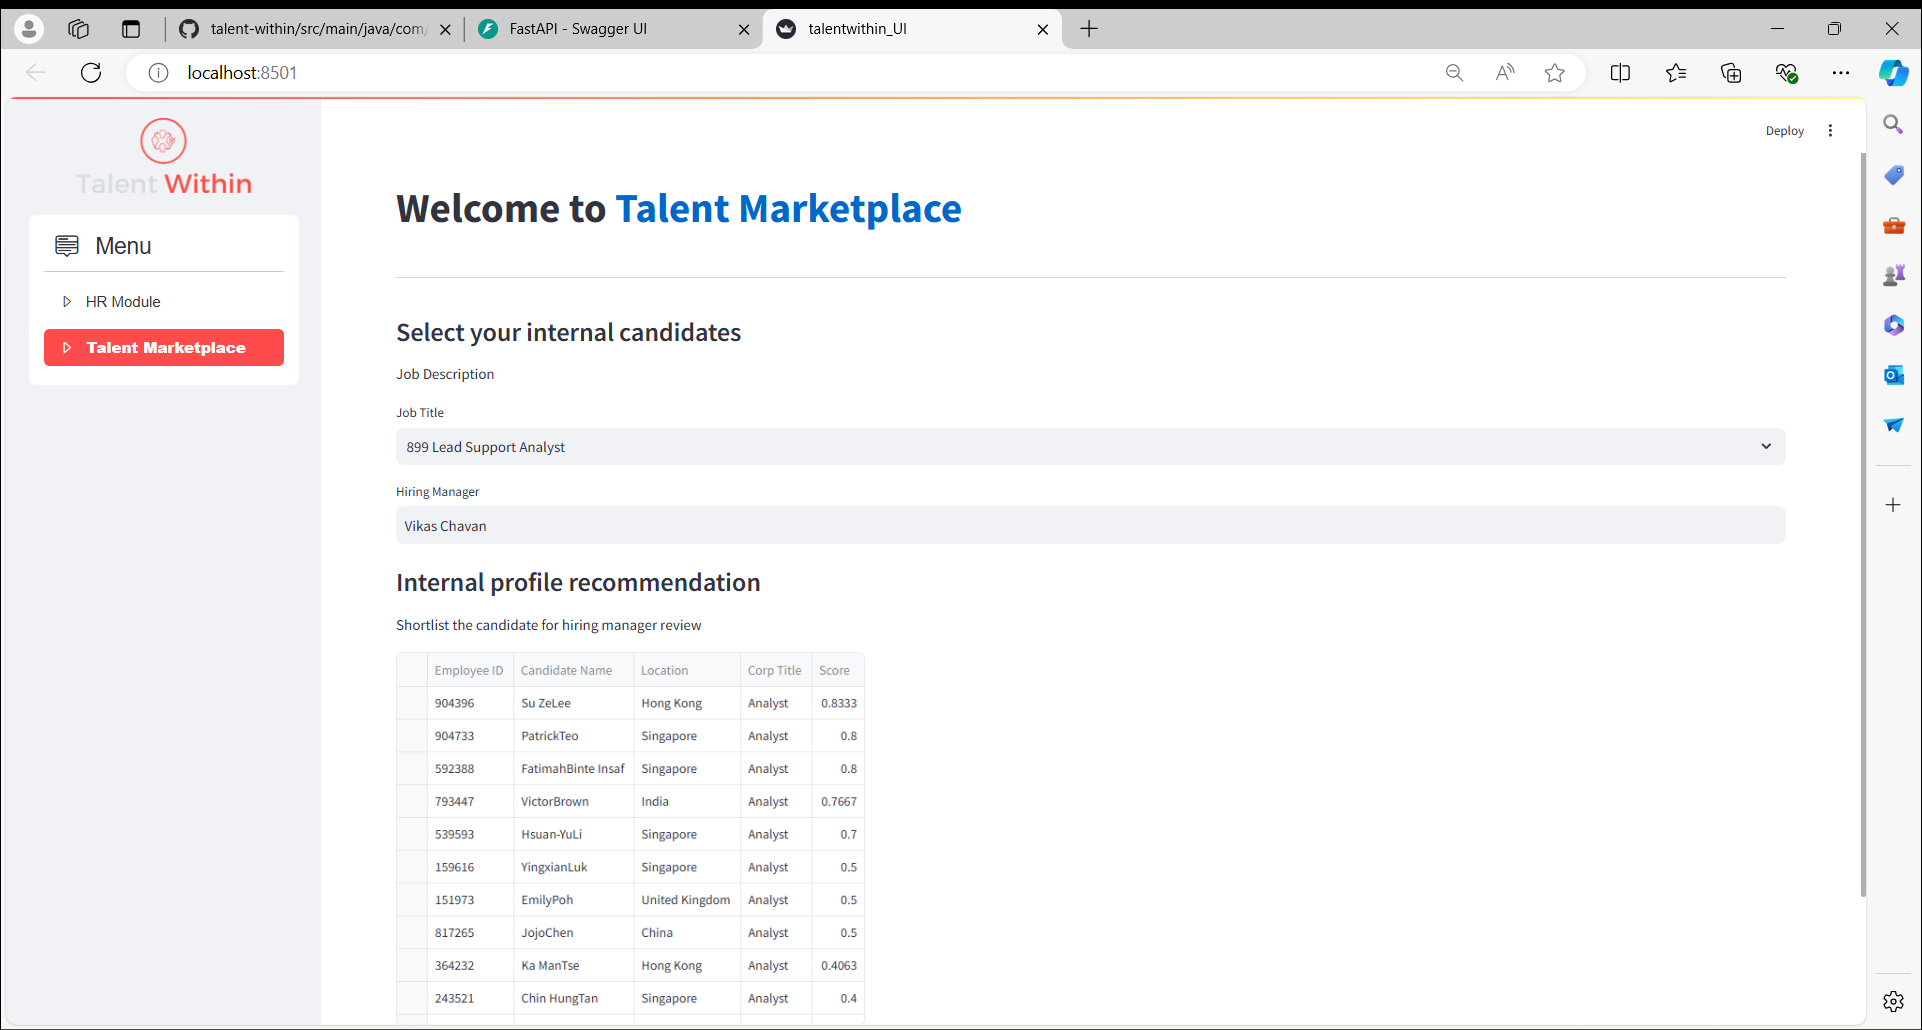 talent-within/src/main/java/com/
FastAPI - Swagger UI
talentwithin_UI
localhost:8501
Deploy
Talent Within
Menu
HR Module
Talent Marketplace
Welcome to Talent Marketplace
Select your internal candidates
Job Description
Job Title
899 Lead Support Analyst
Hiring Manager
Vikas Chavan
Internal profile recommendation
Shortlist the candidate for hiring manager review
Employee ID Candidate Name Location Corp Title Score
904396 Su ZeLee Hong Kong Analyst 0.8333
904733 PatrickTeo Singapore Analyst 0.8
592388 FatimahBinte Insaf Singapore Analyst 0.8
793447 VictorBrown India Analyst 0.7667
539593 Hsuan-YuLi Singapore Analyst 0.7
159616 YingxianLuk Singapore Analyst 0.5
151973 EmilyPoh United Kingdom Analyst 0.5
817265 JojoChen China Analyst 0.5
364232 Ka ManTse Hong Kong Analyst 0.4063
243521 Chin HungTan Singapore Analyst 0.4